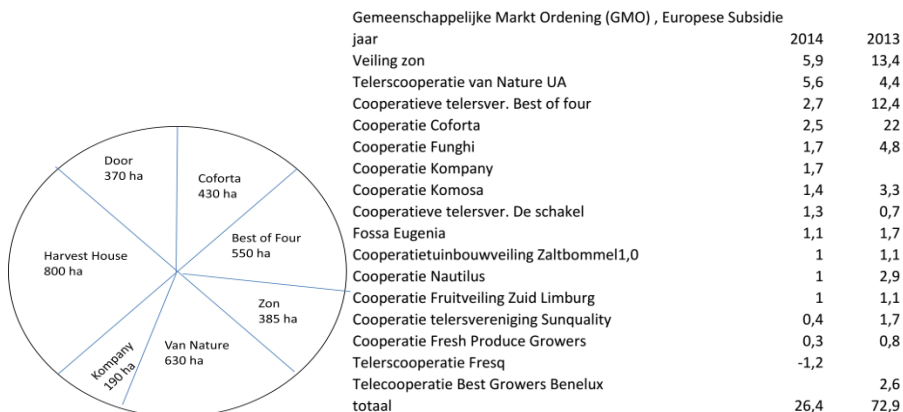 Gemeenschappelijke Markt Ordening (GMO) , Europese Subsidie
jaar 2014 2013
Veiling zon 5,9 13,4
Telerscooperatie van Nature UA 5,6 4,4
Cooperatieve telersver. Best of four 2,7 12,4
Cooperatie Coforta 2,5 22
Cooperatie Funghi 1,7 4,8
Cooperatie Kompany 1,7
Cooperatie Komosa 1,4 3,3
Cooperatieve telersver. De schakel 1,3 0,7
Fossa Eugenia 1,1 1,7
Cooperatietuinbouwveiling Zaltbommel1,0 1 1,1
Cooperatie Nautilus 1 2,9
Cooperatie Fruitveiling Zuid Limburg 1 1,1
Cooperatie telersvereniging Sunquality 0,4 1,7
Cooperatie Fresh Produce Growers 0,3 0,8
Telerscooperatie Fresq -1,2
Telecooperatie Best Growers Benelux 2,6
totaal 26,4 72,9
Door
370 ha
Coforta
430 ha
Best of Four
550 ha
Harvest House
800 ha
Zon
385 ha
Van Nature
630 ha
Kompany
190 ha